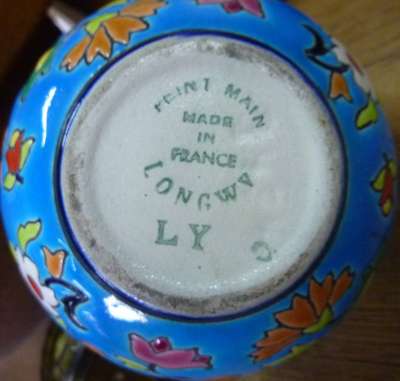 PEINT MAIN
MADE
IN
FRANCE
LONGWY
LY C